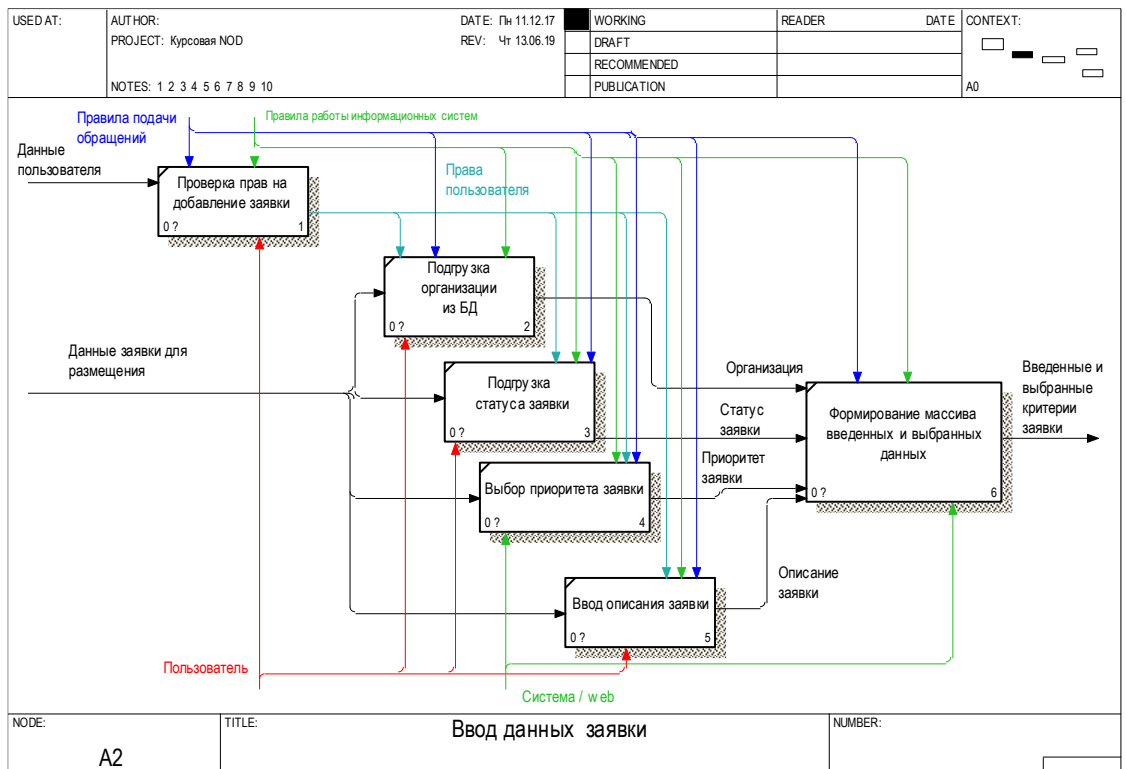 USED AT:
AUTHOR:
DATE: Пн 11.12.17
WORKING
READER
DATE
CONTEXT:
PROJECT: Курсовая NOD
REV: Чт 13.06.19
DRAFT
RECOMMENDED
NOTES: 1 2 3 4 5 6 7 8 9 10
PUBLICATION
A0
Правила подачи
обращений
Правила работы информационных систем
Данные
пользователя
Проверка прав на
добавление заявки
0 ?
1
Права
пользователя
Подгрузка
организации
из БД
0 ?
2
Данные заявки для
размещения
Подгрузка
статуса заявки
0 ?
3
Организация
Статус
заявки
Приоритет
заявки
Введенные и
выбранные
критерии
заявки
Формирование массива
введенных и выбранных
данных
0 ?
6
Выбор приоритета заявки
0 ?
4
Описание
заявки
Ввод описания заявки
0 ?
5
Пользователь
Система / web
NODE:
A2
TITLE:
Ввод данных заявки
NUMBER: